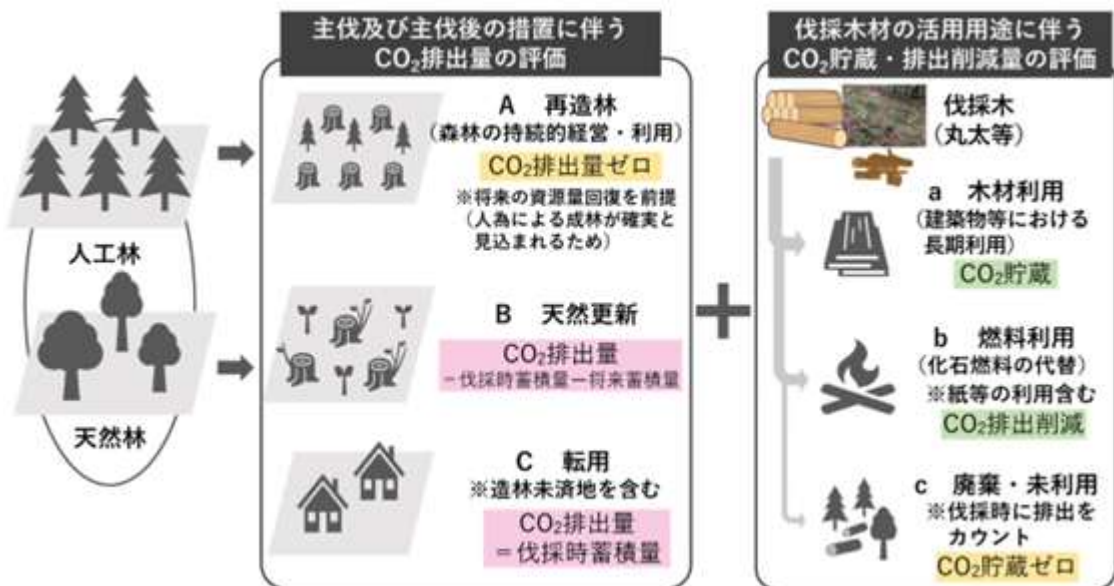 主伐及び主伐後の措置に伴う
CO₂排出量の評価
人工林
天然林
A 再造林
(森林の持続的経営・利用)
CO₂排出量ゼロ
※将来の資源量回復を前提
(人為による成林が確実と
見込まれるため)
B 天然更新
CO₂排出量
=伐採時蓄積量ー将来蓄積量
C 転用
※造林未済地を含む
CO₂排出量
=伐採時蓄積量
+
伐採木材の活用用途に伴う
CO₂貯蔵・排出削減量の評価
伐採木
(丸太等)
a 木材利用
(建築物等における
長期利用)
CO₂貯蔵
b 燃料利用
(化石燃料の代替)
※紙等の利用含む
CO₂排出削減
c 廃棄・未利用
※伐採時に排出を
カウント
CO₂貯蔵ゼロ